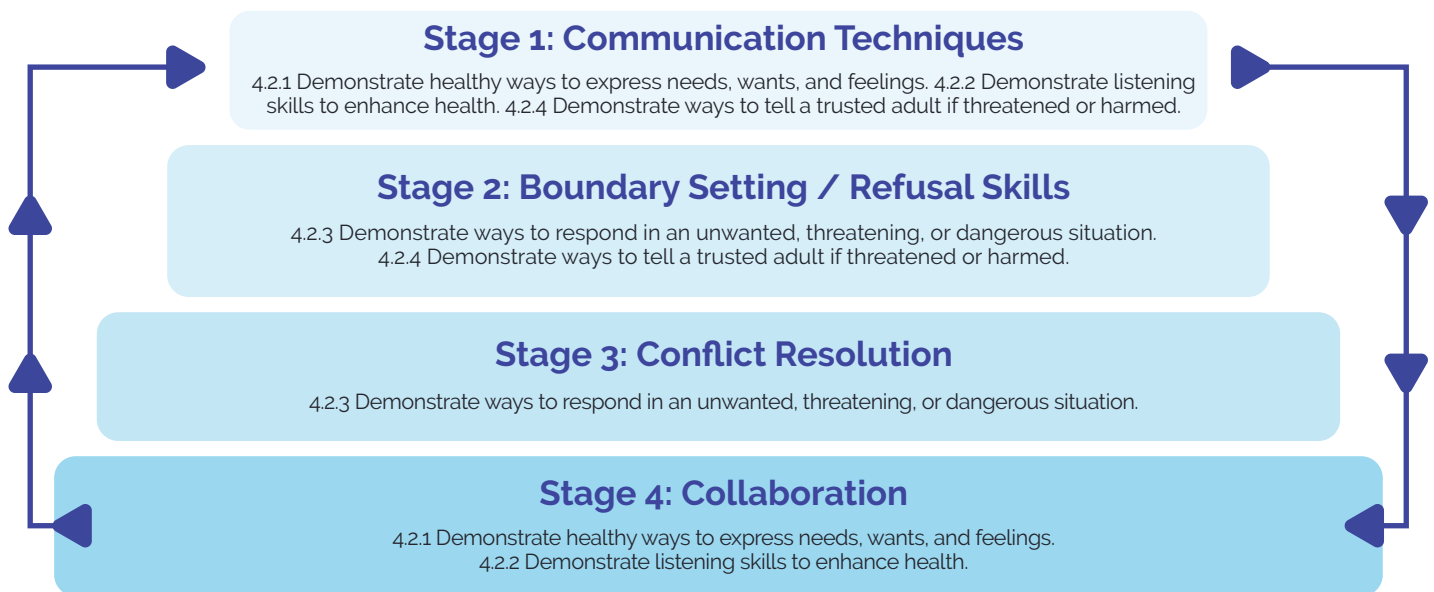 Stage 1: Communication Techniques
4.2.1 Demonstrate healthy ways to express needs, wants, and feelings. 4.2.2 Demonstrate listening
skills to enhance health. 4.2.4 Demonstrate ways to tell a trusted adult if threatened or harmed.
Stage 2: Boundary Setting / Refusal Skills
4.2.3 Demonstrate ways to respond in an unwanted, threatening, or dangerous situation.
4.2.4 Demonstrate ways to tell a trusted adult if threatened or harmed.
Stage 3: Conflict Resolution
4.2.3 Demonstrate ways to respond in an unwanted, threatening, or dangerous situation.
Stage 4: Collaboration
4.2.1 Demonstrate healthy ways to express needs, wants, and feelings.
4.2.2 Demonstrate listening skills to enhance health.